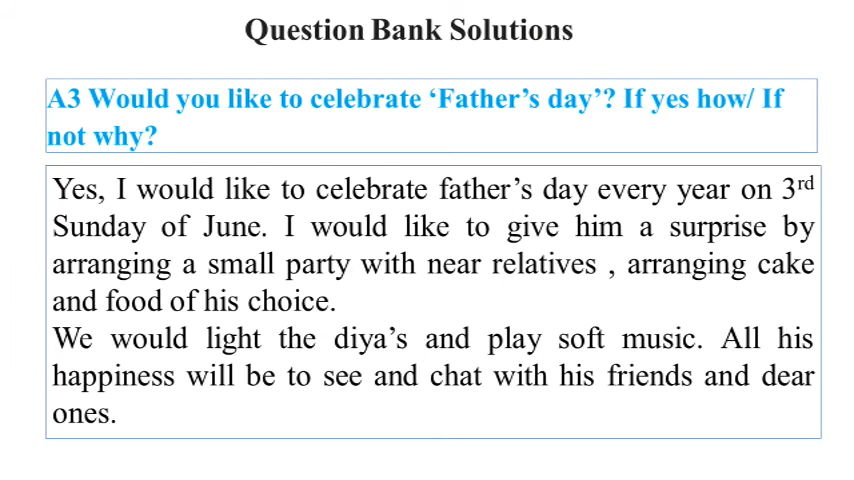 Question Bank Solutions
A3 Would you like to celebrate ‘Father’s day’? If yes how/ If
not why?
Yes, I would like to celebrate father’s day every year on 3rd
Sunday of June. I would like to give him a surprise by
arranging a small party with near relatives , arranging cake
and food of his choice.
We would light the diya’s and play soft music. All his
happiness will be to see and chat with his friends and dear
ones.